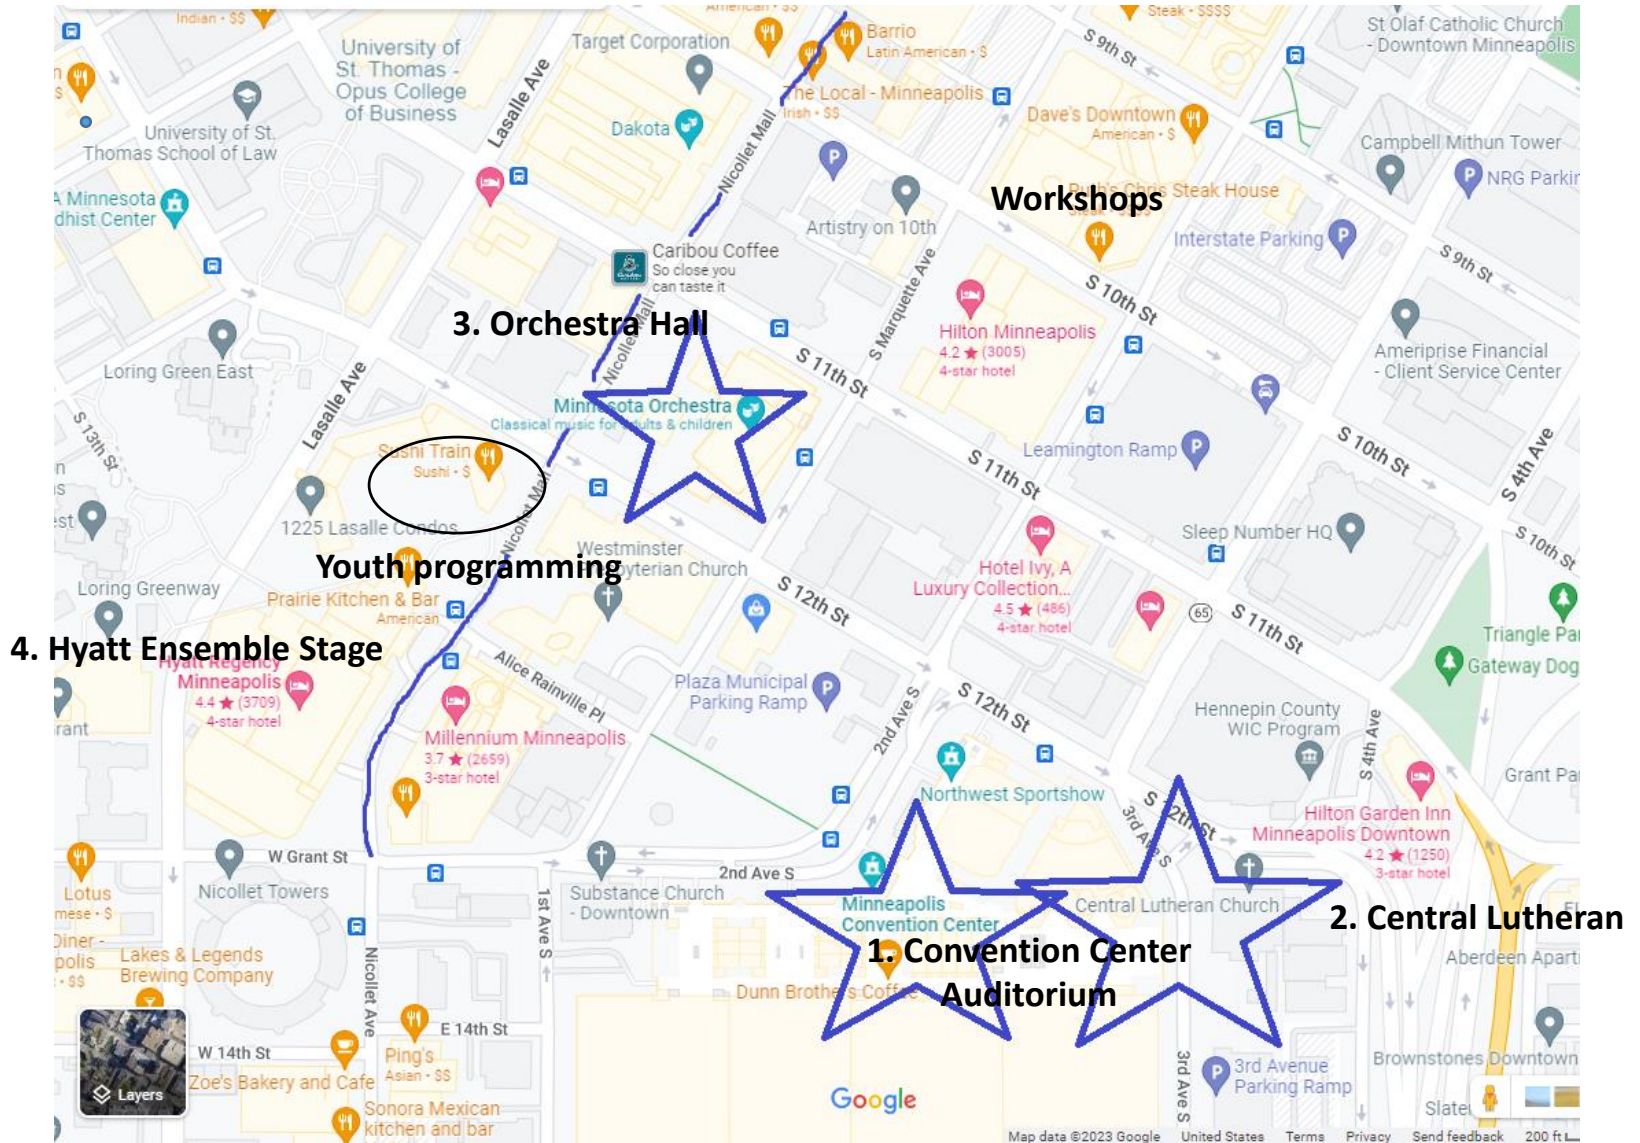 Indian · $$
University of
St. Thomas -
Opus College
of Business
Lasalle Ave
Target Corporation
American · $$
Barrio
Latin American · $
Steak · $$$$
S 9th St
St Olaf Catholic Church
- Downtown Minneapolis
University of St.
Thomas School of Law
Dakota
Nicollet Mall
The Local - Minneapolis
Irish · $$
Dave's Downtown
American · $
Campbell Mithun Tower
NRG Parkin
A Minnesota
dhist Center
Artistry on 10th
Workshops
Chris Steak House
Interstate Parking
S 9th St
Caribou Coffee
So close you
can taste it
S Marquette Ave
S 10th St
3. Orchestra Hall
Nicollet Mall
Hilton Minneapolis
4.2 ★ (3005)
4-star hotel
Ameriprise Financial
- Client Service Center
Loring Green East
Lasalle Ave
S 11th St
Minnesota Orchestra
Classical music for adults & children
S 13th St
Sushi Train
Sushi · $
S 11th St
Leamington Ramp
S 10th St
S 4th Ave
1225 Lasalle Condos
Nicollet Mall
Westminster
Presbyterian Church
Sleep Number HQ
S 10th St
Youth programming
Loring Greenway
Prairie Kitchen & Bar
American
S 12th St
Hotel Ivy, A
Luxury Collection...
4.5 ★ (486)
4-star hotel
65
S 11th St
Triangle Pa
Gateway Dog
4. Hyatt Ensemble Stage
Hyatt Regency
Minneapolis
4.4 ★ (3709)
4-star hotel
Alice Rainville Pl
Plaza Municipal
Parking Ramp
2nd Ave S
S 12th St
Hennepin County
WIC Program
S 4th Ave
rant
Millennium Minneapolis
3.7 ★ (2659)
3-star hotel
Northwest Sportshow
Grant Pa
3rd Ave S
S 12th St
Hilton Garden Inn
Minneapolis Downtown
4.2 ★ (1250)
3-star hotel
W Grant St
2nd Ave S
Lotus
mese · $
Nicollet Towers
1st Ave S
Substance Church
- Downtown
Minneapolis
Convention Center
Central Lutheran Church
2. Central Lutheran
Diner -
polis
· $$
Lakes & Legends
Brewing Company
Nicollet Ave
1. Convention Center
Auditorium
Dunn Brothers Coffee
Aberdeen Apart
E 14th St
W 14th St
Ping's
Asian · $$
Zoe's Bakery and Cafe
Layers
Sonora Mexican
kitchen and bar
Google
3rd Ave S
3rd Avenue
Parking Ramp
Brownstones Downtown
Slate
Map data ©2023 Google United States Terms Privacy Send feedback 200 ft